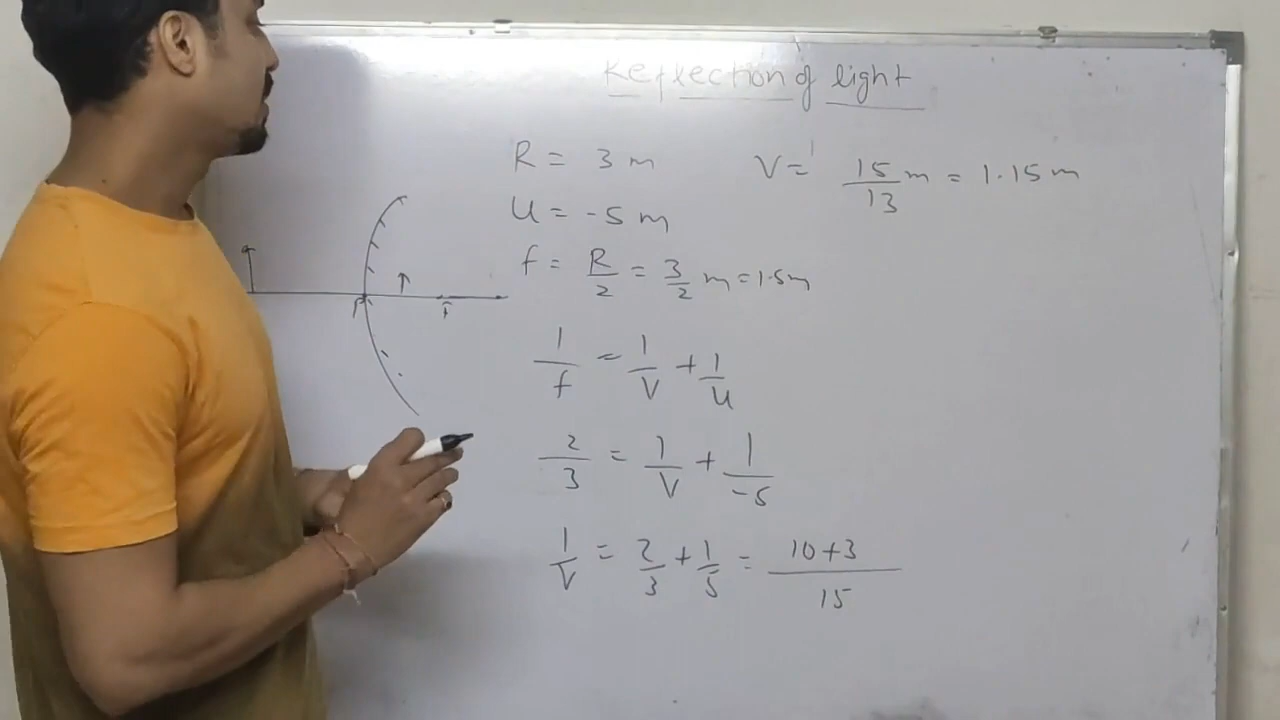 Reflection of light
R = 3 m
V = 15/13 m = 1.15 m
u = -5 m
f = R/2 = 3/2 m = 1.5m
1/f = 1/V + 1/u
2/3 = 1/V + 1/-5
1/V = 2/3 + 1/5 = 10+3/15
P
F